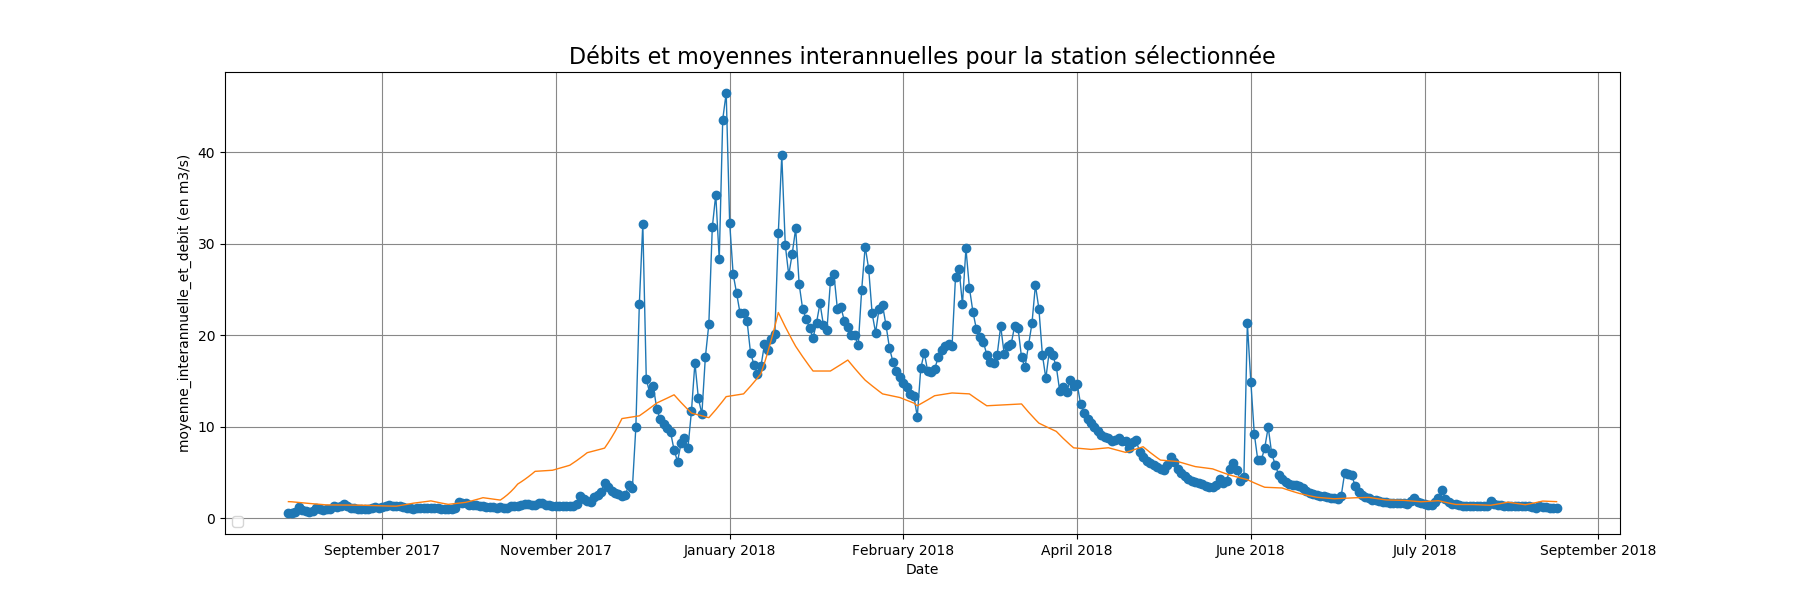 Débits et moyennes interannuelles pour la station sélectionnée
moyenne_interannuelle_et_debit (en m3/s)
40
30
20
10
0
September 2017
November 2017
January 2018
February 2018
April 2018
June 2018
July 2018
September 2018
Date